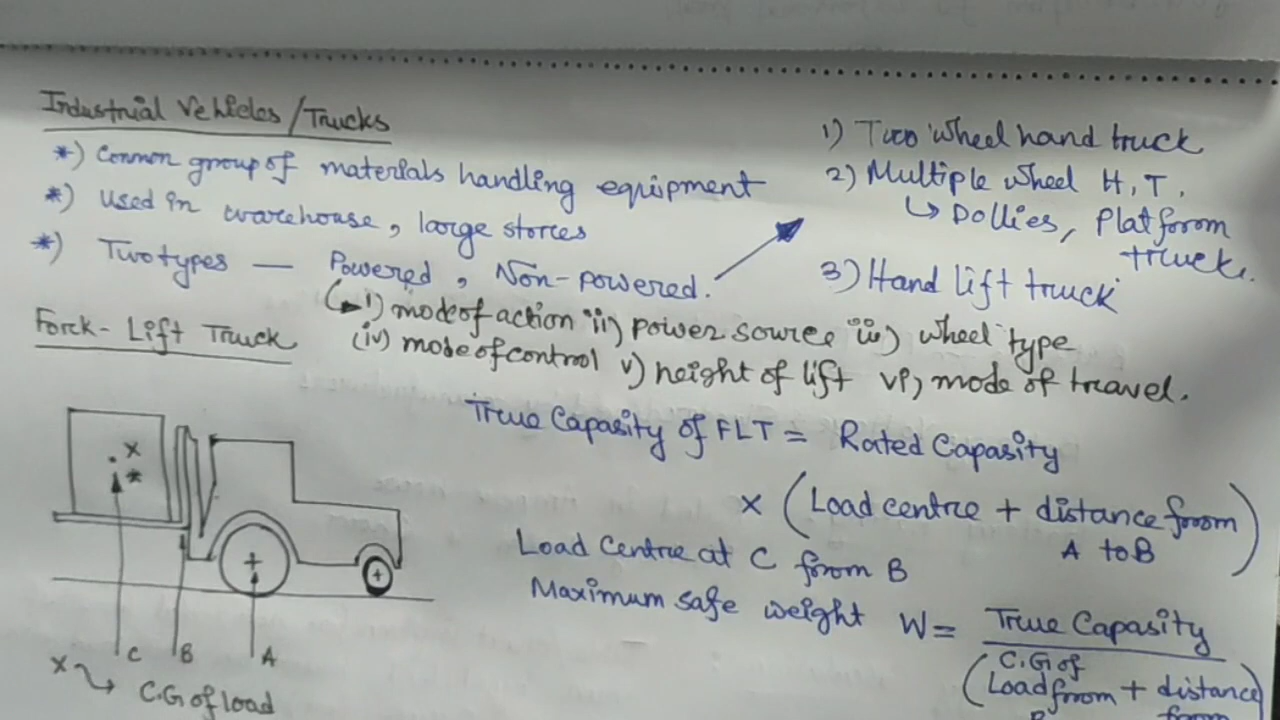 Industrial Vehicles/Trucks
*) Common group of materials handling equipment
*) Used in warehouse, large stores
*) Two types — Powered, Non-powered.
1) Two wheel hand truck
2) Multiple wheel H.T.
↳ Dollies, Platform
truck.
3) Hand lift truck
(→i) mode of action ii) power source iii) wheel type
(iv) mode of control v) height of lift vi) mode of travel.
Fork-Lift Truck
True Capasity of FLT = Rated Capasity
x (Load centre + distance from
A to B)
Load Centre at C from B
Maximum safe weight W = True Capasity
(C.G of
Load from + distance
B from
x
*
+
+
C B A
x ↳ C.G of load